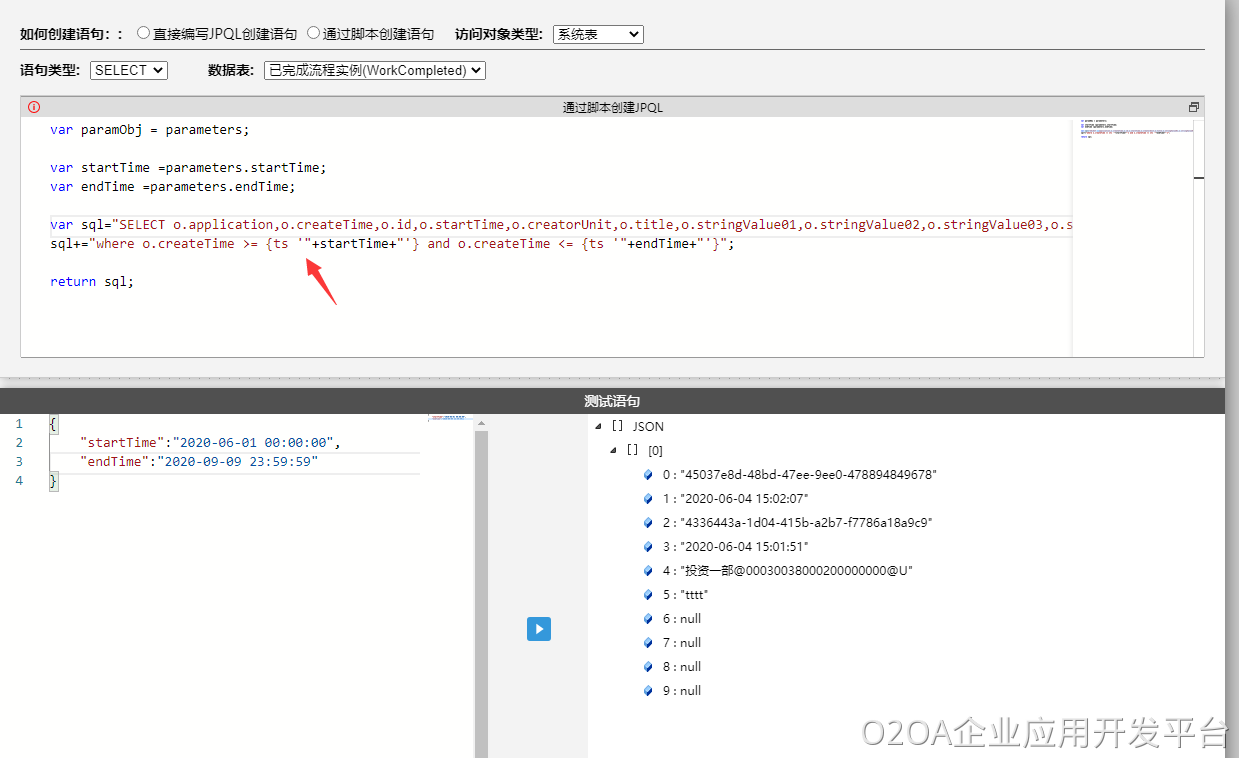 如何创建语句：: 直接编写JPQL创建语句 通过脚本创建语句 访问对象类型: 系统表
语句类型: SELECT 数据表: 已完成流程实例(WorkCompleted)
通过脚本创建JPQL
var paramObj = parameters;
var startTime =parameters.startTime;
var endTime =parameters.endTime;
var sql="SELECT o.application,o.createTime,o.id,o.startTime,o.creatorUnit,o.title,o.stringValue01,o.stringValue02,o.stringValue03,o.s
sql+="where o.createTime >= {ts '"+startTime+"'} and o.createTime <= {ts '"+endTime+"'}";
return sql;
测试语句
1 {
2 "startTime":"2020-06-01 00:00:00",
3 "endTime":"2020-09-09 23:59:59"
4 }
[] JSON
[] [0]
0 : "45037e8d-48bd-47ee-9ee0-478894849678"
1 : "2020-06-04 15:02:07"
2 : "4336443a-1d04-415b-a2b7-f7786a18a9c9"
3 : "2020-06-04 15:01:51"
4 : "投资一部@00030038000200000000@U"
5 : "tttt"
6 : null
7 : null
8 : null
9 : null
O2OA企业应用开发平台